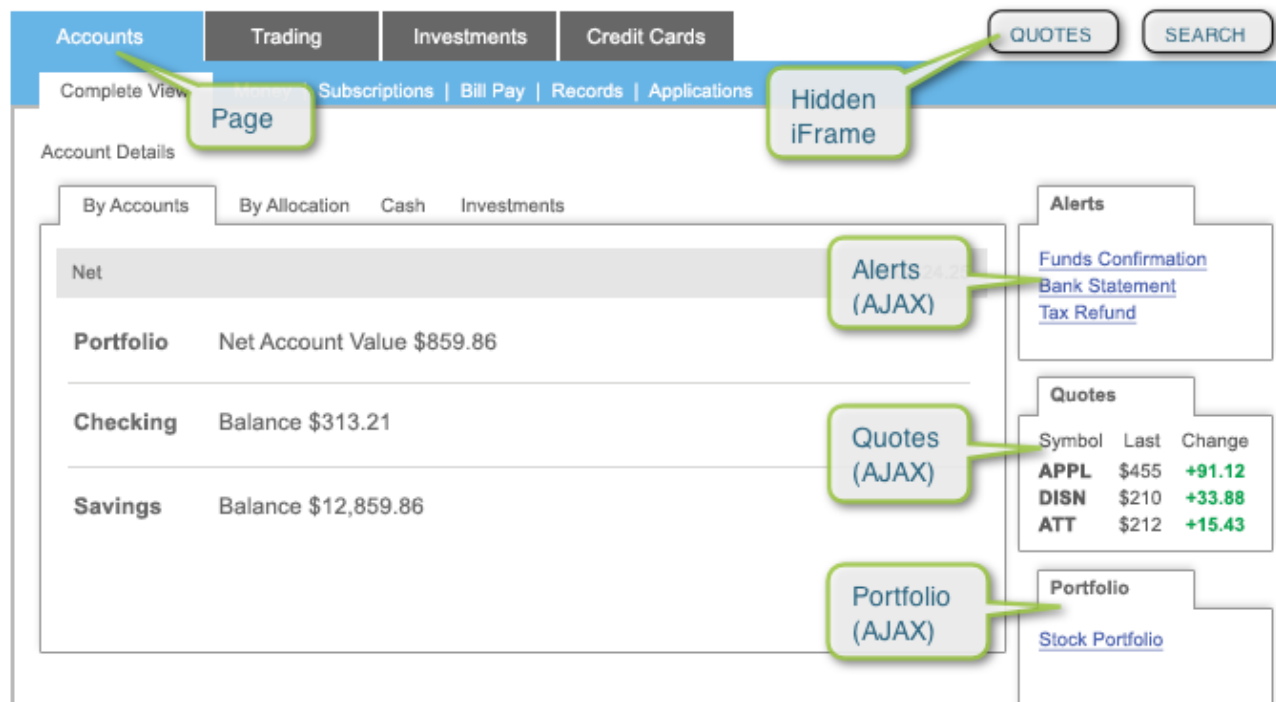 Accounts Trading Investments Credit Cards QUOTES SEARCH
Complete View Money | Subscriptions | Bill Pay | Records | Applications
Page
Hidden
iFrame
Account Details
By Accounts By Allocation Cash Investments
Net
Portfolio Net Account Value $859.86
Checking Balance $313.21
Savings Balance $12,859.86
Alerts
(AJAX)
Alerts
Funds Confirmation
Bank Statement
Tax Refund
Quotes
(AJAX)
Quotes
Symbol Last Change
APPL $455 +91.12
DISN $210 +33.88
ATT $212 +15.43
Portfolio
(AJAX)
Portfolio
Stock Portfolio